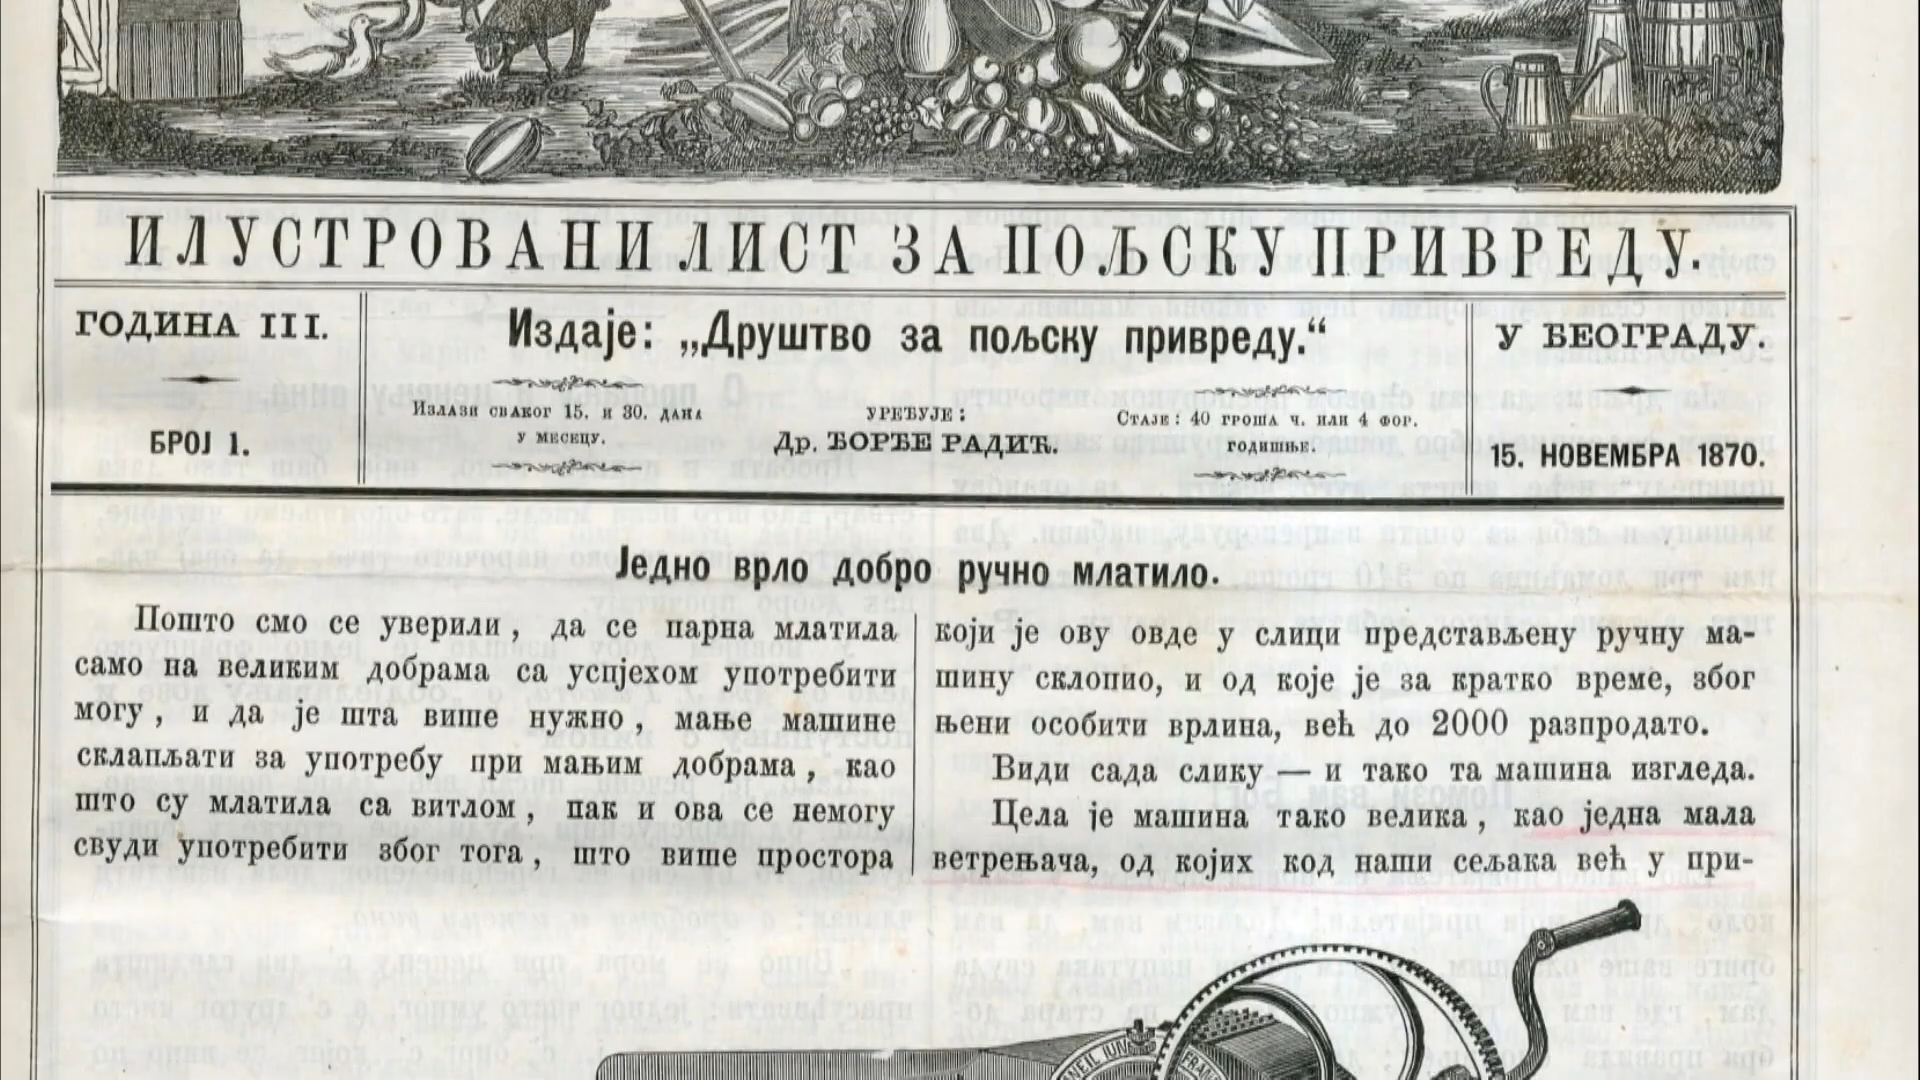 ИЛУСТРОВАНИ ЛИСТ ЗА ПОЉСКУ ПРИВРЕДУ.
ГОДИНА III.
БРОЈ 1.
Издаје: „Друштво за пољску привреду.“
Излази сваког 15. и 30. дана
у месецу.
УРЕЂУЈЕ:
Др. ЂОРЂЕ РАДИЋ.
Стаје: 40 гроша ч. или 4 фор.
годишње.
У БЕОГРАДУ.
15. НОВЕМБРА 1870.
Једно врло добро ручно млатило.
Пошто смо се уверили, да се парна млатила
само на великим добрама са успјехом употребити
могу, и да је шта више нужно, мање машине
склапљати за употребу при мањим добрама, као
што су млатила са витлом, пак и ова се немогу
свуди употребити због тога, што више простора
који је ову овде у слици представљену ручну ма-
шину склопио, и од које је за кратко време, због
њени особити врлина, већ до 2000 разпродато.
Види сада слику — и тако та машина изгледа.
Цела је машина тако велика, као једна мала
ветрењача, од којих код наши сељака већ у при-